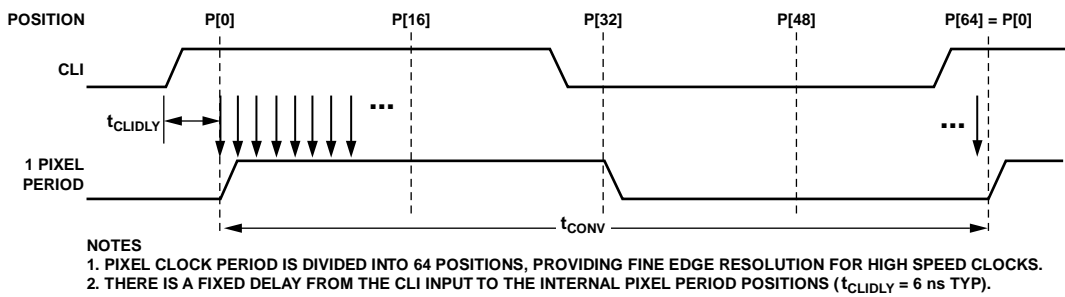 POSITION P[0] P[16] P[32] P[48] P[64] = P[0]
CLI
tCLIDLY
... ...
1 PIXEL
PERIOD
tCONV
NOTES
1. PIXEL CLOCK PERIOD IS DIVIDED INTO 64 POSITIONS, PROVIDING FINE EDGE RESOLUTION FOR HIGH SPEED CLOCKS.
2. THERE IS A FIXED DELAY FROM THE CLI INPUT TO THE INTERNAL PIXEL PERIOD POSITIONS (tCLIDLY = 6 ns TYP).